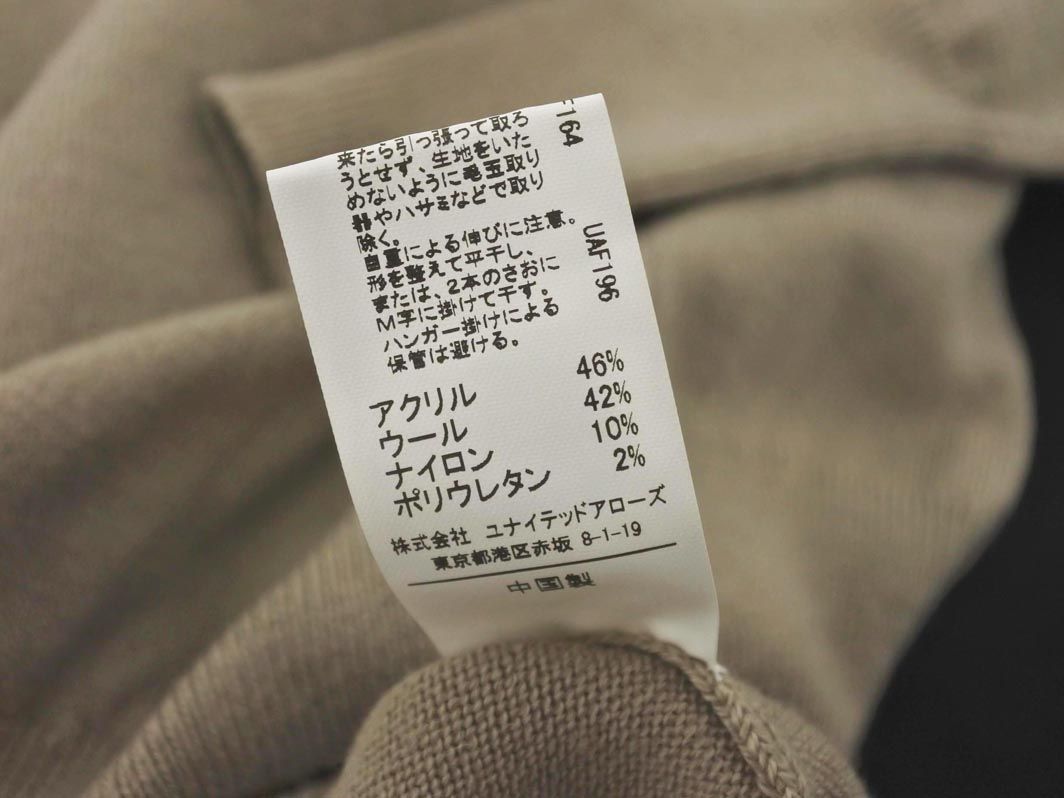 来たら引っ張って取ろ
うとせず、生地をいた
めないように毛玉取り
器やハサミなどで取り
除く。
自重による伸びに注意。
形を整えて平干し、
または、2本のさおに
M字に掛けて干す。
ハンガー掛けによる
保管は避ける。
アクリル 46%
ウール 42%
ナイロン 10%
ポリウレタン 2%
株式会社 ユナイテッドアローズ
東京都港区赤坂 8-1-19
中国製
F164
UAF196